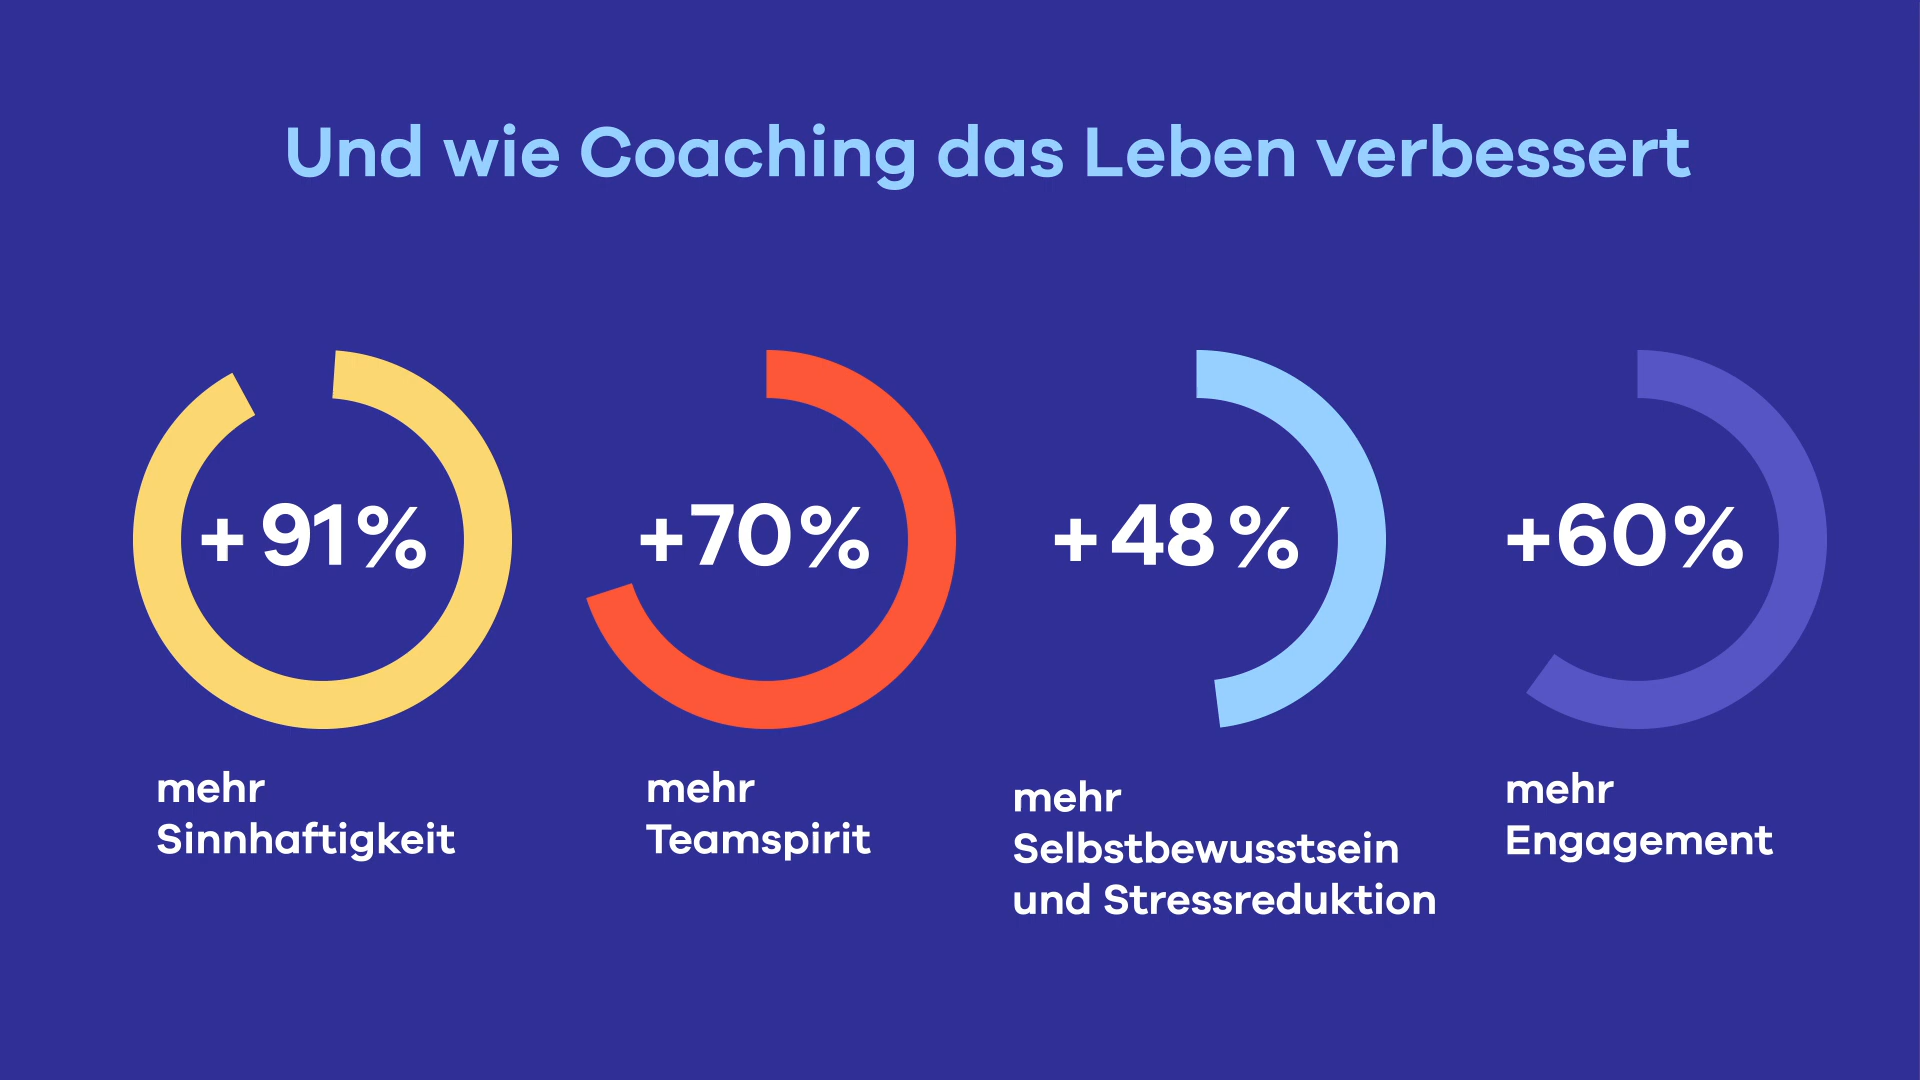 Und wie Coaching das Leben verbessert
+91%
mehr
Sinnhaftigkeit
+70%
mehr
Teamspirit
+48%
mehr
Selbstbewusstsein
und Stressreduktion
+60%
mehr
Engagement